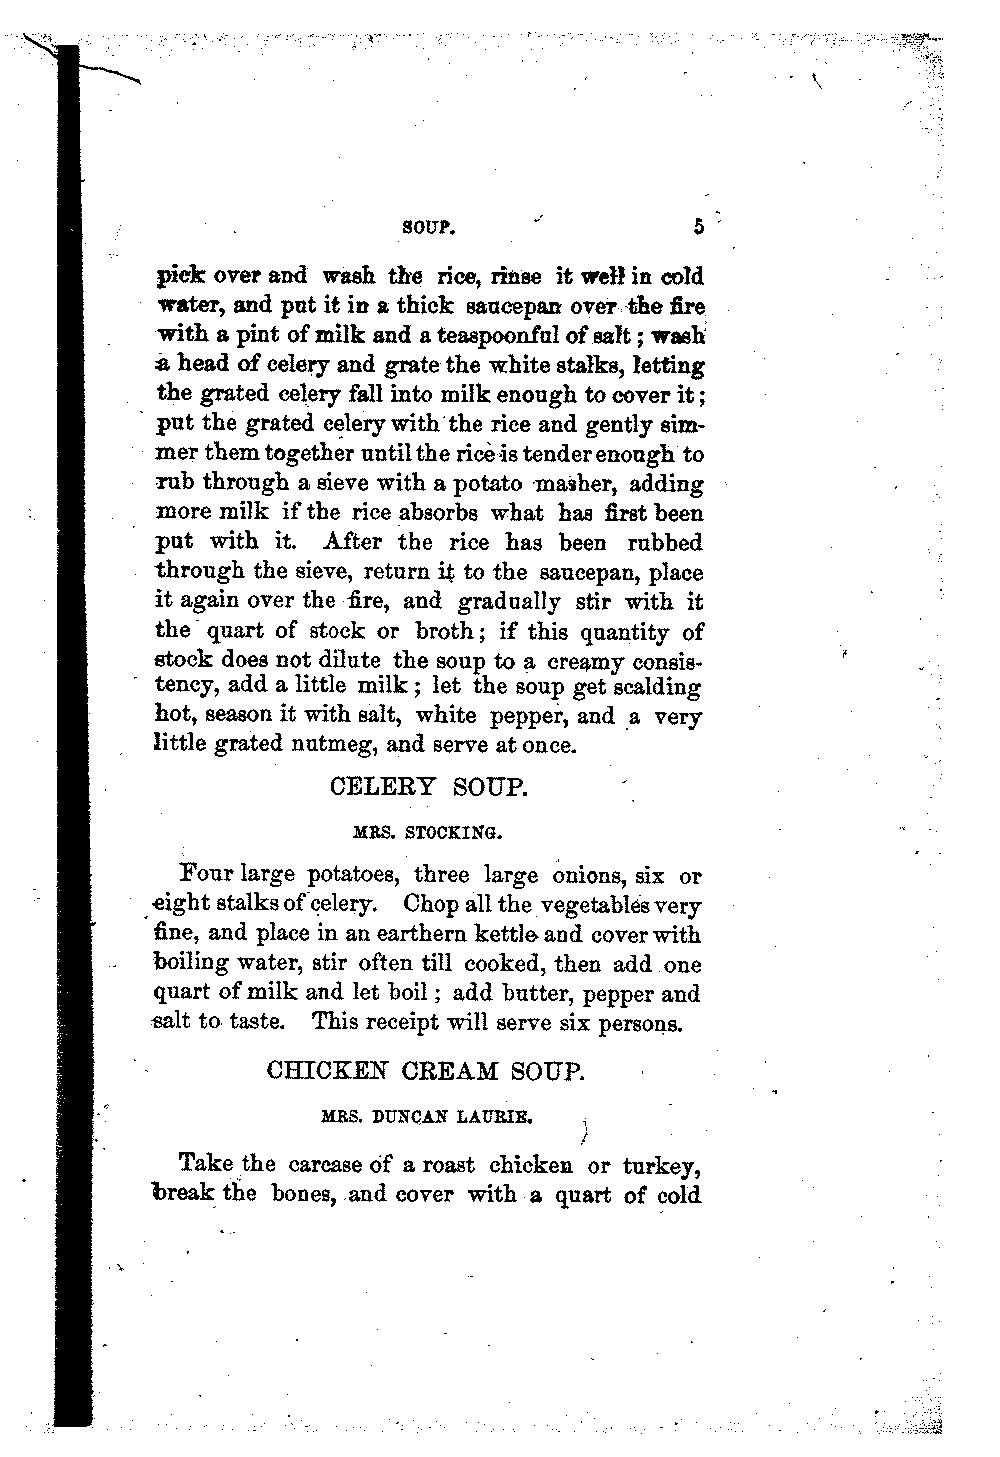 SOUP. 5
pick over and wash the rice, rinse it well in cold
water, and put it in a thick saucepan over the fire
with a pint of milk and a teaspoonful of salt; wash
a head of celery and grate the white stalks, letting
the grated celery fall into milk enough to cover it;
put the grated celery with the rice and gently sim-
mer them together until the rice is tender enough to
rub through a sieve with a potato masher, adding
more milk if the rice absorbs what has first been
put with it. After the rice has been rubbed
through the sieve, return it to the saucepan, place
it again over the fire, and gradually stir with it
the quart of stock or broth; if this quantity of
stock does not dilute the soup to a creamy consis-
tency, add a little milk; let the soup get scalding
hot, season it with salt, white pepper, and a very
little grated nutmeg, and serve at once.
CELERY SOUP.
MRS. STOCKING.
Four large potatoes, three large onions, six or
eight stalks of celery. Chop all the vegetables very
fine, and place in an earthern kettle and cover with
boiling water, stir often till cooked, then add one
quart of milk and let boil; add butter, pepper and
salt to taste. This receipt will serve six persons.
CHICKEN CREAM SOUP.
MRS. DUNCAN LAURIE.
Take the carcase of a roast chicken or turkey,
break the bones, and cover with a quart of cold